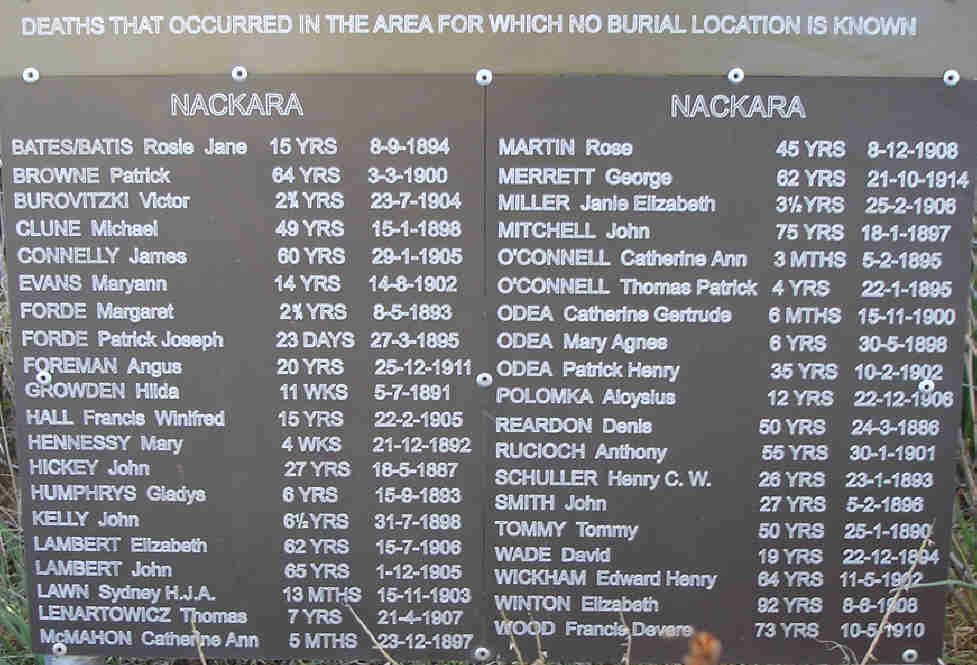 DEATHS THAT OCCURRED IN THE AREA FOR WHICH NO BURIAL LOCATION IS KNOWN
NACKARA
BATES/BATIS Rosie Jane 15 YRS 8-9-1894
BROWNE Patrick 64 YRS 3-3-1900
BUROVITZKI Victor YRS 23-7-1904
CLUNE Michael 49 YRS 15-1-1898
CONNELLY James 60 YRS 29-1-1905
EVANS Maryann 14 YRS 14-8-1902
FORDE Margaret YRS 8-5-1893
FORDE Patrick Joseph 23 DAYS 27-3-1895
FOREMAN Angus 20 YRS 25-12-1911
GROWDEN Hilda 11 WKS 5-7-1891
HALL Francis Winifred 15 YRS 22-2-1905
HENNESSY Mary 4 WKS 21-12-1892
HICKEY John 27 YRS 18-5-1887
HUMPHRYS Gladys 6 YRS 15-9-1893
KELLY John 6½ YRS 31-7-1898
LAMBERT Elizabeth 62 YRS 15-7-1906
LAMBERT John 65 YRS 1-12-1905
LAWN Sydney H.J.A. 13 MTHS 15-11-1903
LENARTOWICZ Thomas 7 YRS 21-4-1907
McMAHON Catherine Ann 5 MTHS 23-12-1897
NACKARA
MARTIN Rose 45 YRS 8-12-1908
MERRETT George 62 YRS 21-10-1914
MILLER Janie Elizabeth 3½ YRS 25-2-1906
MITCHELL John 75 YRS 18-1-1897
O'CONNELL Catherine Ann 3 MTHS 5-2-1895
O'CONNELL Thomas Patrick 4 YRS 22-1-1895
ODEA Catherine Gertrude 6 MTHS 15-11-1900
ODEA Mary Agnes 6 YRS 30-5-1898
ODEA Patrick Henry 35 YRS 10-2-1902
POLOMKA Aloysius 12 YRS 22-12-1906
REARDON Denis 50 YRS 24-3-1886
RUCIOCH Anthony 55 YRS 30-1-1901
SCHULLER Henry C. W. 26 YRS 23-1-1893
SMITH John 27 YRS 5-2-1896
TOMMY Tommy 50 YRS 25-1-1890
WADE David 19 YRS 22-12-1894
WICKHAM Edward Henry 64 YRS 11-5-1902
WINTON Elizabeth 92 YRS 8-6-1908
WOOD Francis Devere 73 YRS 10-5-1910